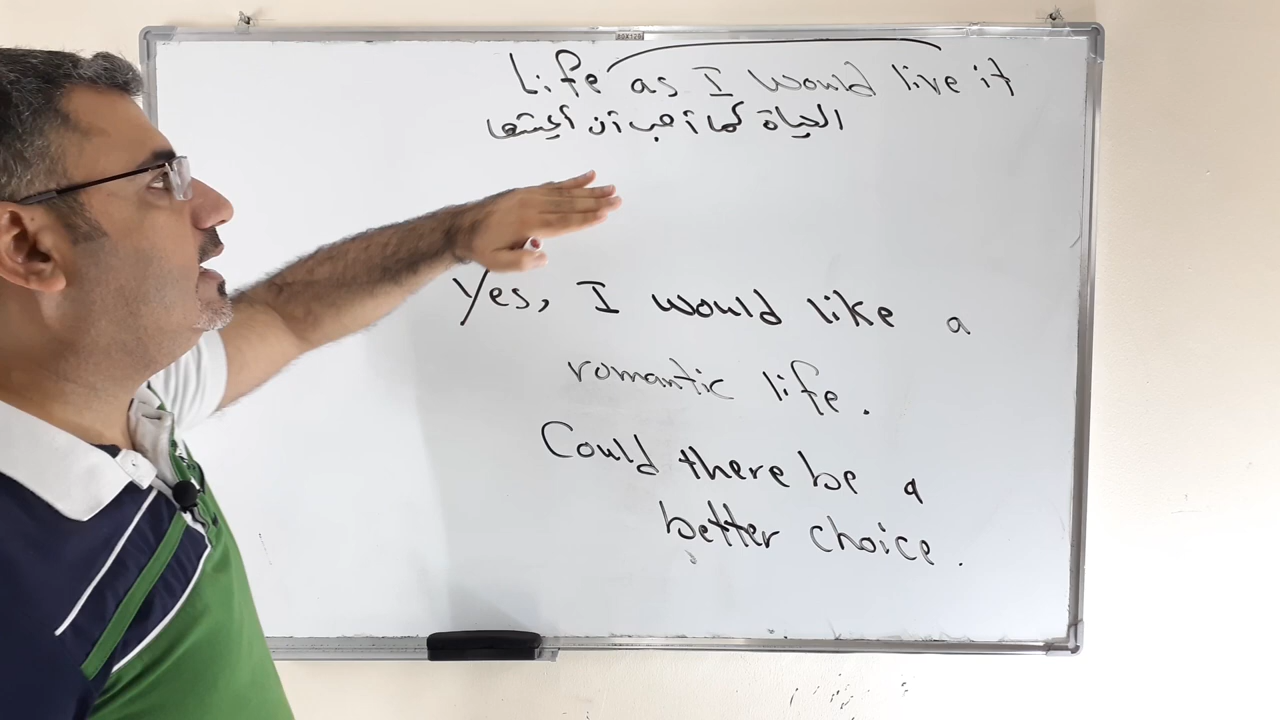 Life as I would live it
الحياة كما أحب أن أعيشها
Yes, I would like a
romantic life.
Could there be a
better choice.